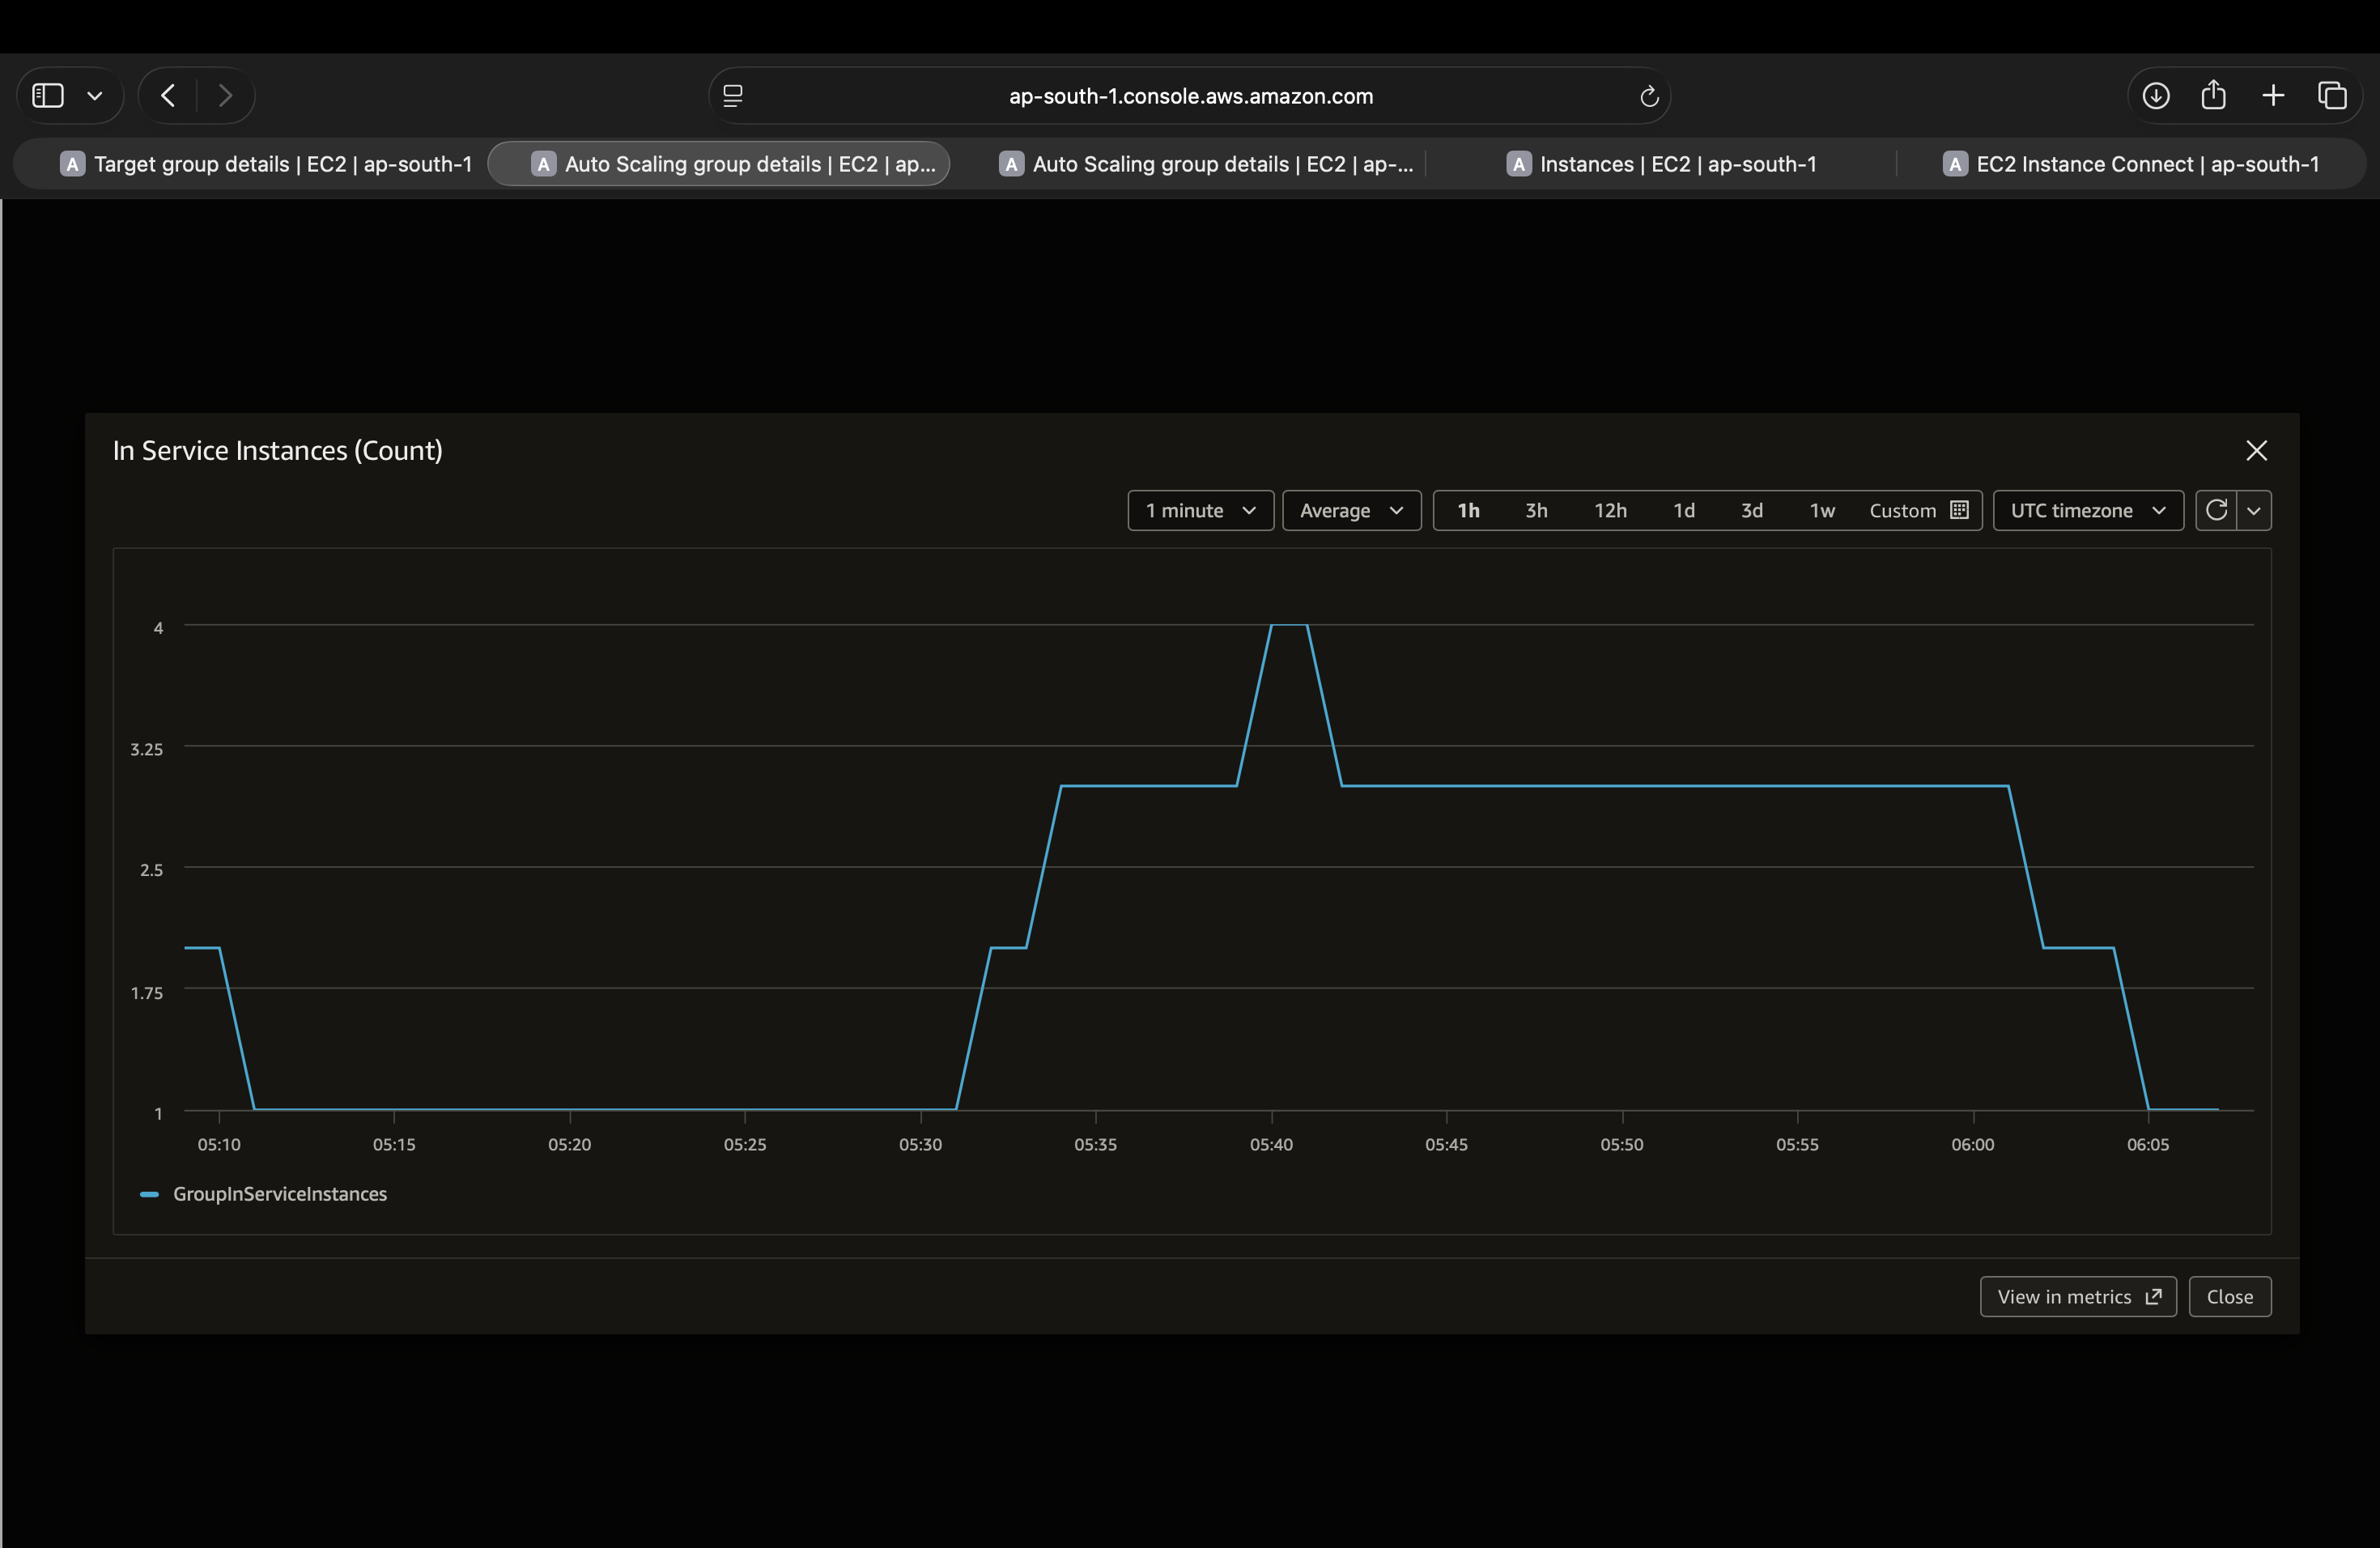 ap-south-1.console.aws.amazon.com
A Target group details | EC2 | ap-south-1
A Auto Scaling group details | EC2 | ap...
A Auto Scaling group details | EC2 | ap-...
A Instances | EC2 | ap-south-1
A EC2 Instance Connect | ap-south-1
In Service Instances (Count)
1 minute Average 1h 3h 12h 1d 3d 1w Custom UTC timezone
4
3.25
2.5
1.75
1
05:10 05:15 05:20 05:25 05:30 05:35 05:40 05:45 05:50 05:55 06:00 06:05
GroupInServiceInstances
View in metrics Close